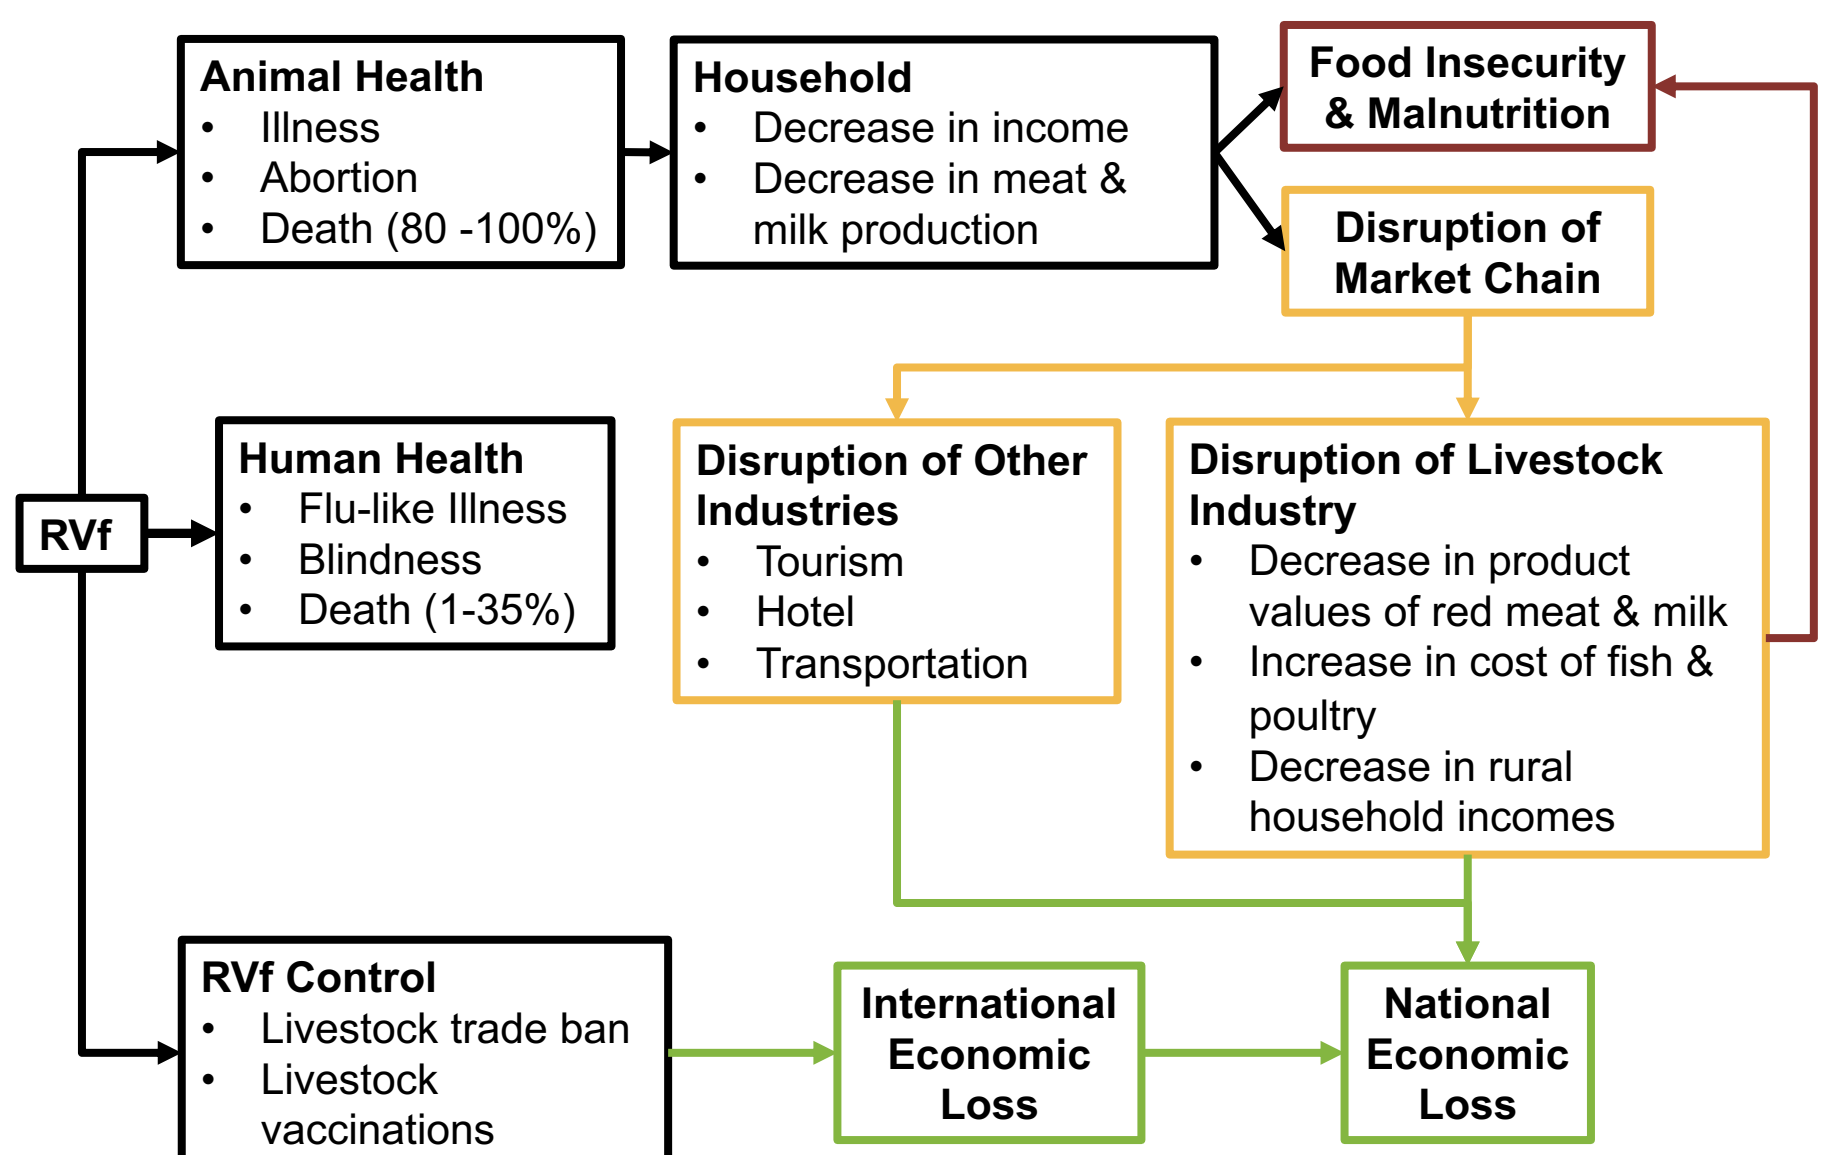 Animal Health
• Illness
• Abortion
• Death (80 -100%)
Household
• Decrease in income
• Decrease in meat &
milk production
Food Insecurity
& Malnutrition
Disruption of
Market Chain
RVf
Human Health
• Flu-like Illness
• Blindness
• Death (1-35%)
Disruption of Other
Industries
• Tourism
• Hotel
• Transportation
Disruption of Livestock
Industry
• Decrease in product
values of red meat & milk
• Increase in cost of fish &
poultry
• Decrease in rural
household incomes
RVf Control
• Livestock trade ban
• Livestock
vaccinations
International
Economic
Loss
National
Economic
Loss